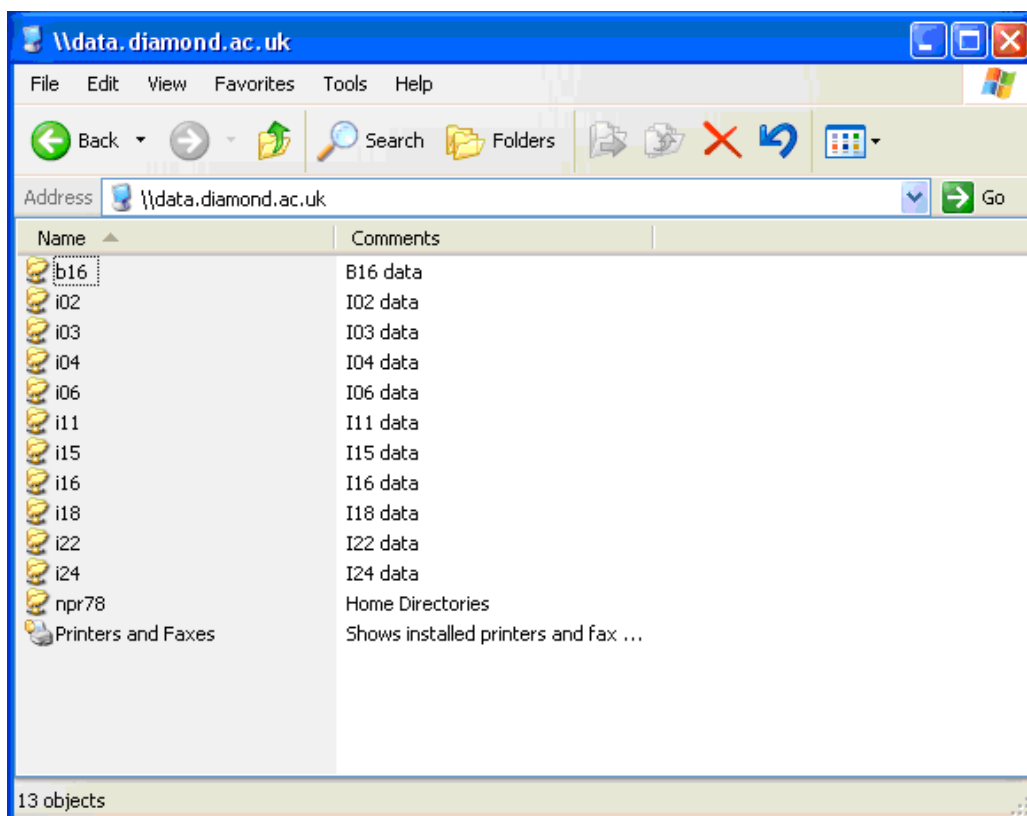 \\data.diamond.ac.uk
File Edit View Favorites Tools Help
Back Search Folders
Address \\data.diamond.ac.uk Go
Name Comments
b16 B16 data
i02 I02 data
i03 I03 data
i04 I04 data
i06 I06 data
i11 I11 data
i15 I15 data
i16 I16 data
i18 I18 data
i22 I22 data
i24 I24 data
npr78 Home Directories
Printers and Faxes Shows installed printers and fax ...
13 objects